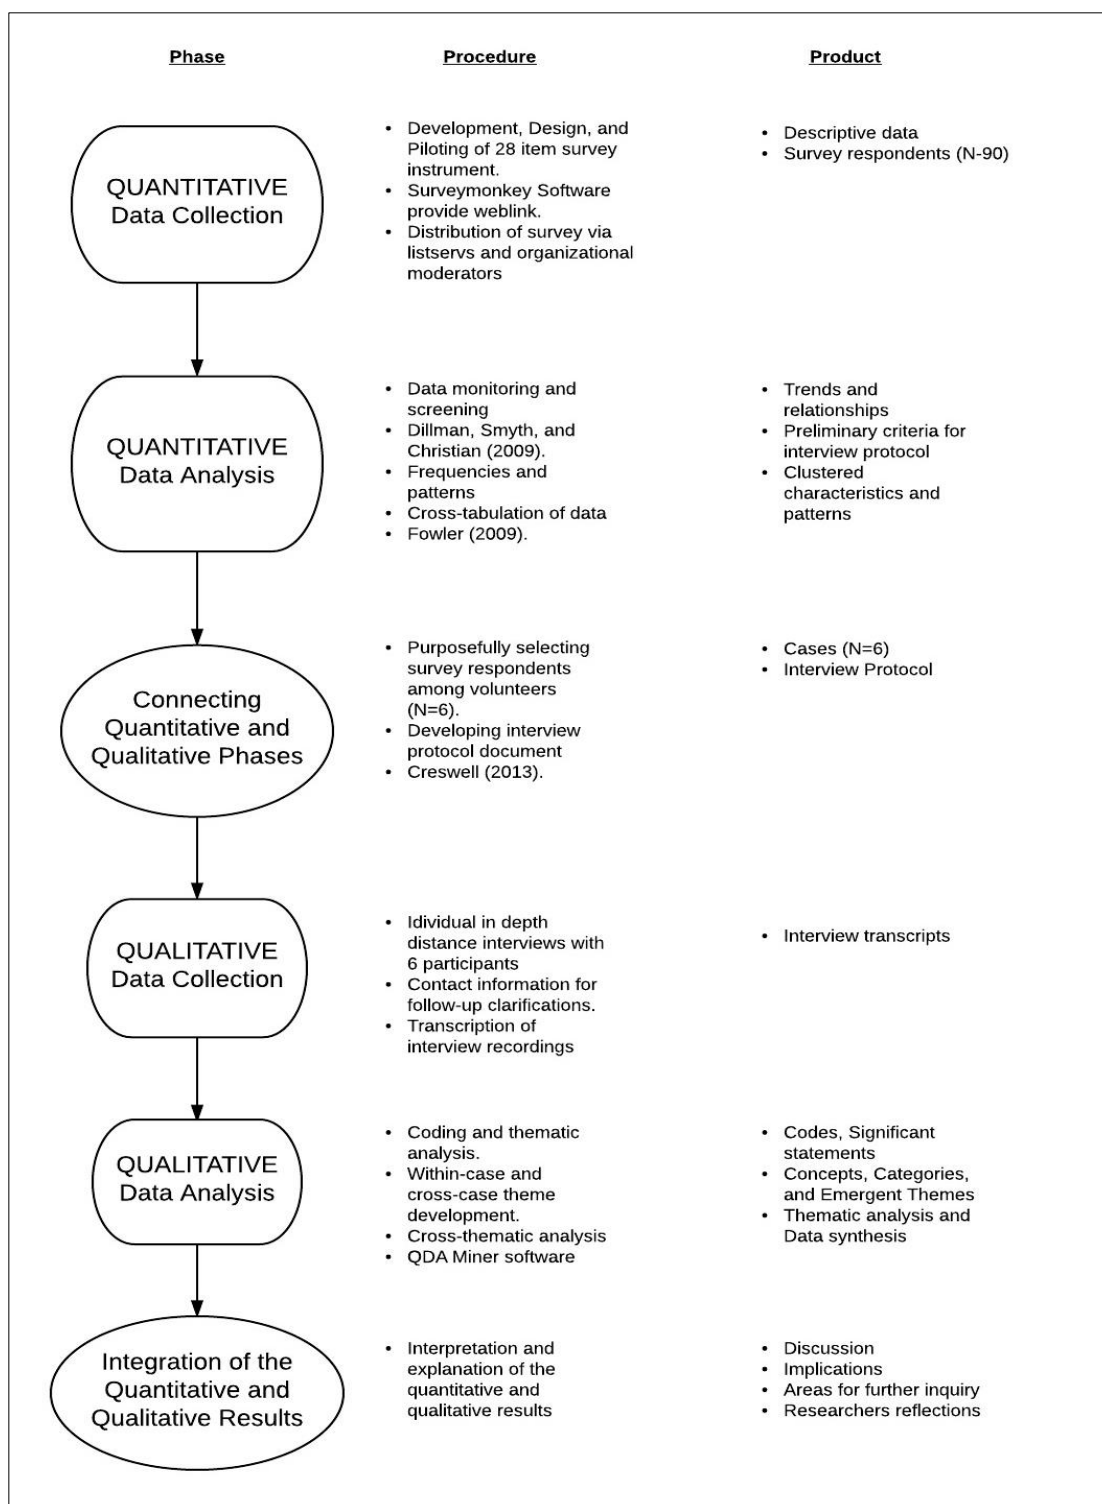 Phase Procedure Product
QUANTITATIVE
Data Collection
• Development, Design, and
Piloting of 28 item survey
instrument.
• Surveymonkey Software
provide weblink.
• Distribution of survey via
listservs and organizational
moderators
• Descriptive data
• Survey respondents (N-90)
QUANTITATIVE
Data Analysis
• Data monitoring and
screening
• Dillman, Smyth, and
Christian (2009).
• Frequencies and
patterns
• Cross-tabulation of data
• Fowler (2009).
• Trends and
relationships
• Preliminary criteria for
interview protocol
• Clustered
characteristics and
patterns
Connecting
Quantitative and
Qualitative Phases
• Purposefully selecting
survey respondents
among volunteers
(N=6).
• Developing interview
protocol document
• Creswell (2013).
• Cases (N=6)
• Interview Protocol
QUALITATIVE
Data Collection
• Idividual in depth
distance interviews with
6 participants
• Contact information for
follow-up clarifications.
• Transcription of
interview recordings
• Interview transcripts
QUALITATIVE
Data Analysis
• Coding and thematic
analysis.
• Within-case and
cross-case theme
development.
• Cross-thematic analysis
• QDA Miner software
• Codes, Significant
statements
• Concepts, Categories,
and Emergent Themes
• Thematic analysis and
Data synthesis
Integration of the
Quantitative and
Qualitative Results
• Interpretation and
explanation of the
quantitative and
qualitative results
• Discussion
• Implications
• Areas for further inquiry
• Researchers reflections